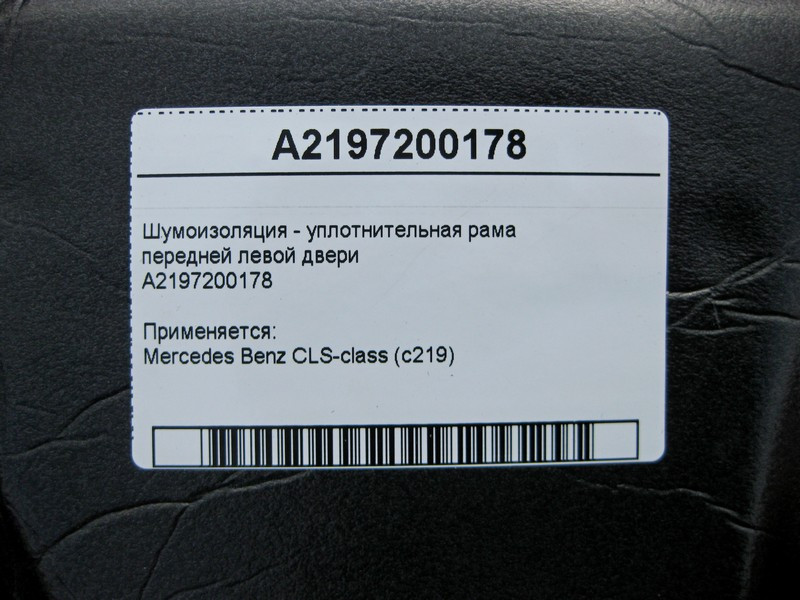 A2197200178
Шумоизоляция - уплотнительная рама
передней левой двери
A2197200178
Применяется:
Mercedes Benz CLS-class (c219)